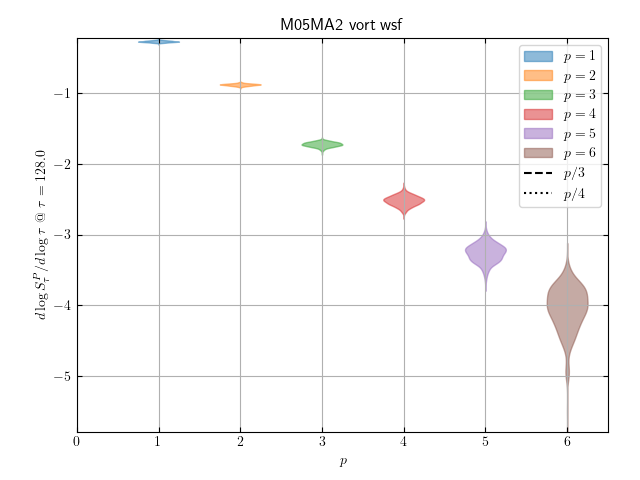 M05MA2 vort wsf
d log S_τ^P / d log τ @ τ = 128.0
−1
−2
−3
−4
−5
0 1 2 3 4 5 6
p
p = 1
p = 2
p = 3
p = 4
p = 5
p = 6
p/3
p/4